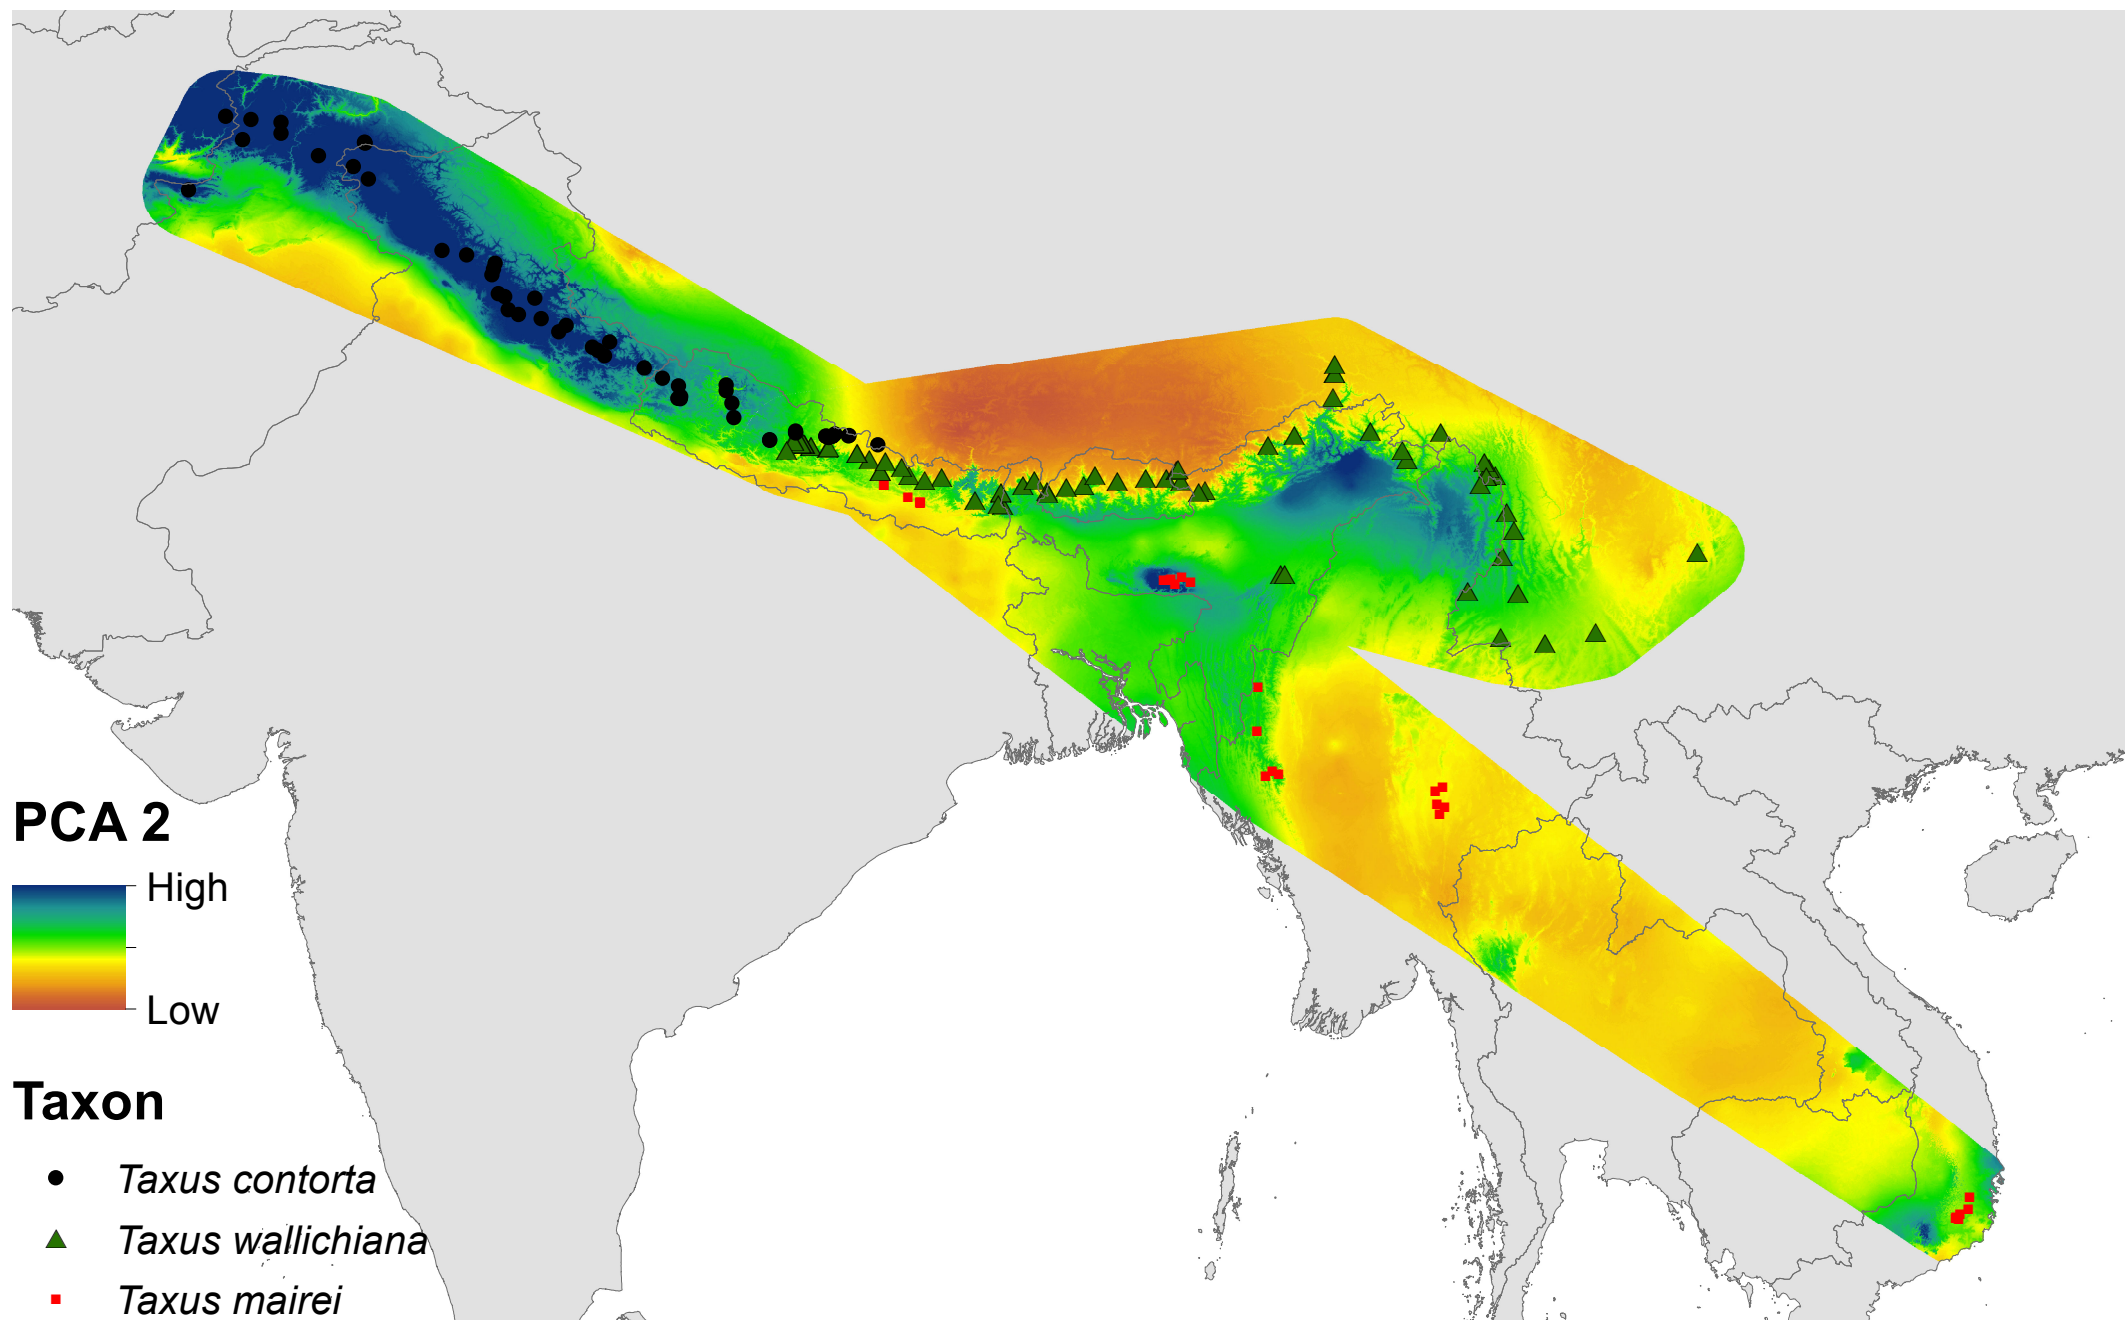 PCA 2
High
Low
Taxon
Taxus contorta
Taxus wallichiana
Taxus mairei